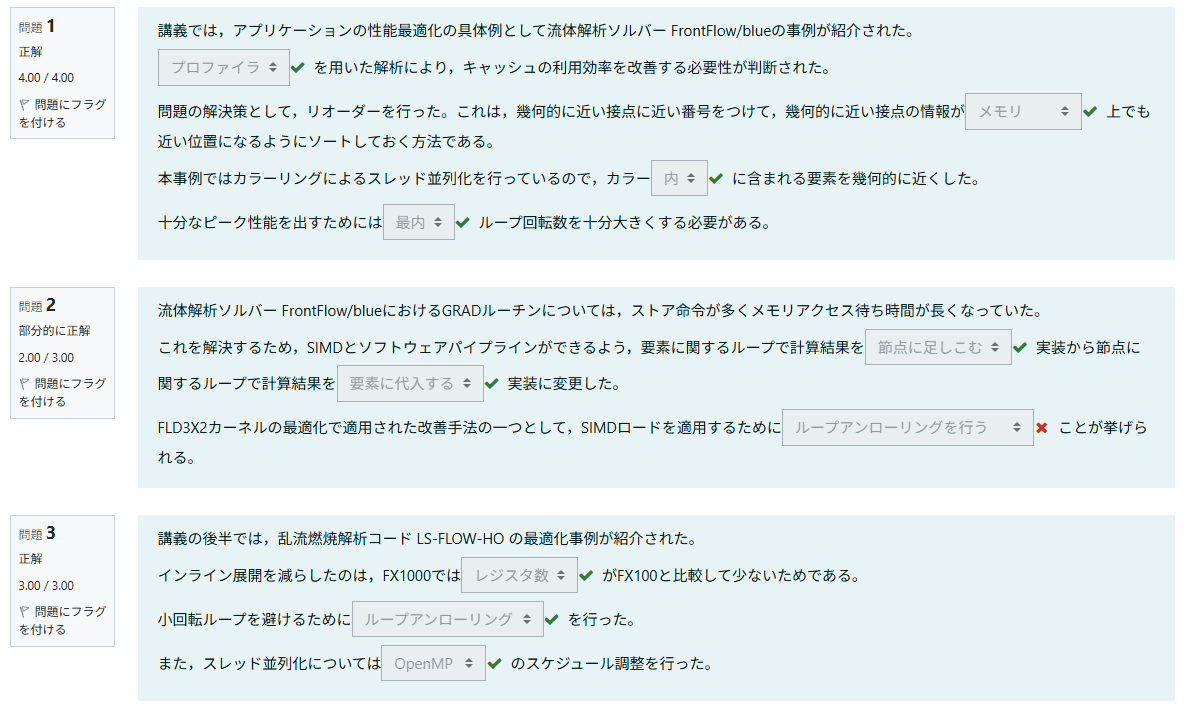 問題 1
正解
4.00 / 4.00
問題にフラグ
を付ける
講義では，アプリケーションの性能最適化の具体例として流体解析ソルバー FrontFlow/blueの事例が紹介された。
プロファイラ を用いた解析により，キャッシュの利用効率を改善する必要性が判断された。
問題の解決策として，リオーダーを行った。これは，幾何的に近い接点に近い番号をつけて，幾何的に近い接点の情報が メモリ 上でも
近い位置になるようにソートしておく方法である。
本事例ではカラーリングによるスレッド並列化を行っているので，カラー 内 に含まれる要素を幾何的に近くした。
十分なピーク性能を出すためには 最内 ループ回転数を十分大きくする必要がある。
問題 2
部分的に正解
2.00 / 3.00
問題にフラグ
を付ける
流体解析ソルバー FrontFlow/blueにおけるGRADルーチンについては，ストア命令が多くメモリアクセス待ち時間が長くなっていた。
これを解決するため，SIMDとソフトウェアパイプラインができるよう，要素に関するループで計算結果を 節点に足しこむ 実装から節点に
関するループで計算結果を 要素に代入する 実装に変更した。
FLD3X2カーネルの最適化で適用された改善手法の一つとして，SIMDロードを適用するために ループアンローリングを行う ことが挙げら
れる。
問題 3
正解
3.00 / 3.00
問題にフラグ
を付ける
講義の後半では，乱流燃焼解析コード LS-FLOW-HO の最適化事例が紹介された。
インライン展開を減らしたのは，FX1000では レジスタ数 がFX100と比較して少ないためである。
小回転ループを避けるために ループアンローリング を行った。
また，スレッド並列化については OpenMP のスケジュール調整を行った。